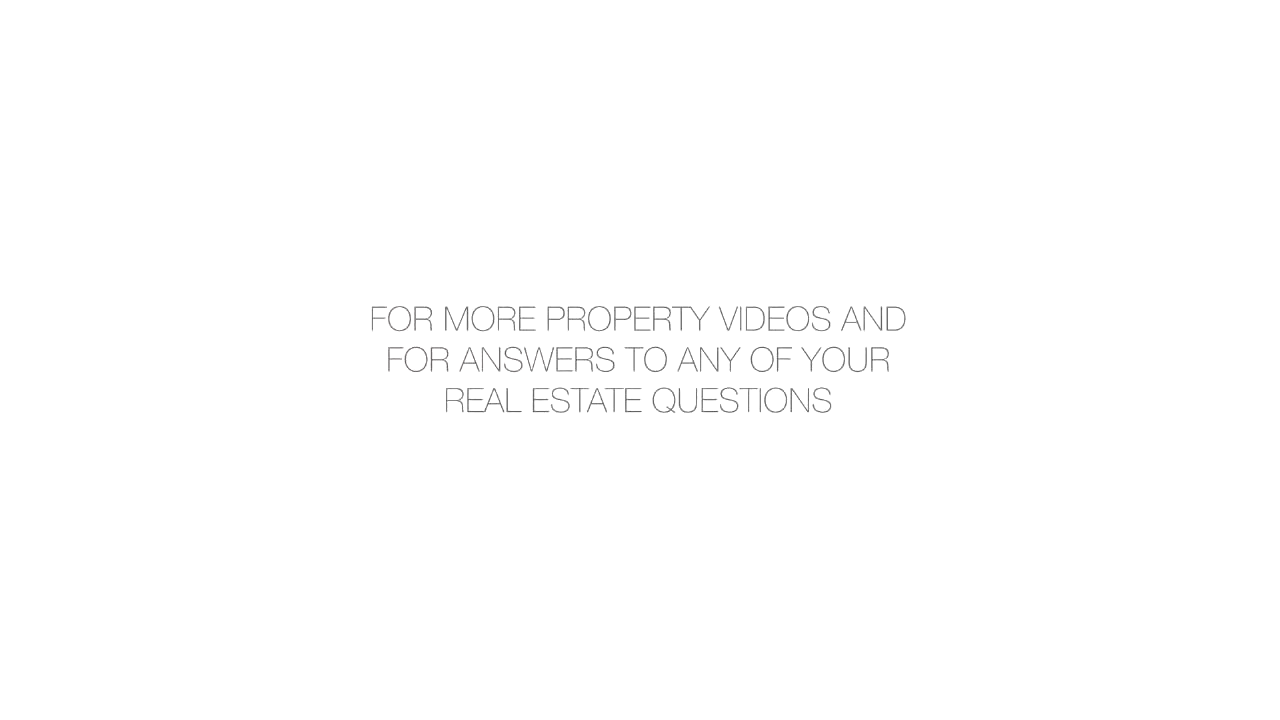 FOR MORE PROPERTY VIDEOS AND
FOR ANSWERS TO ANY OF YOUR
REAL ESTATE QUESTIONS